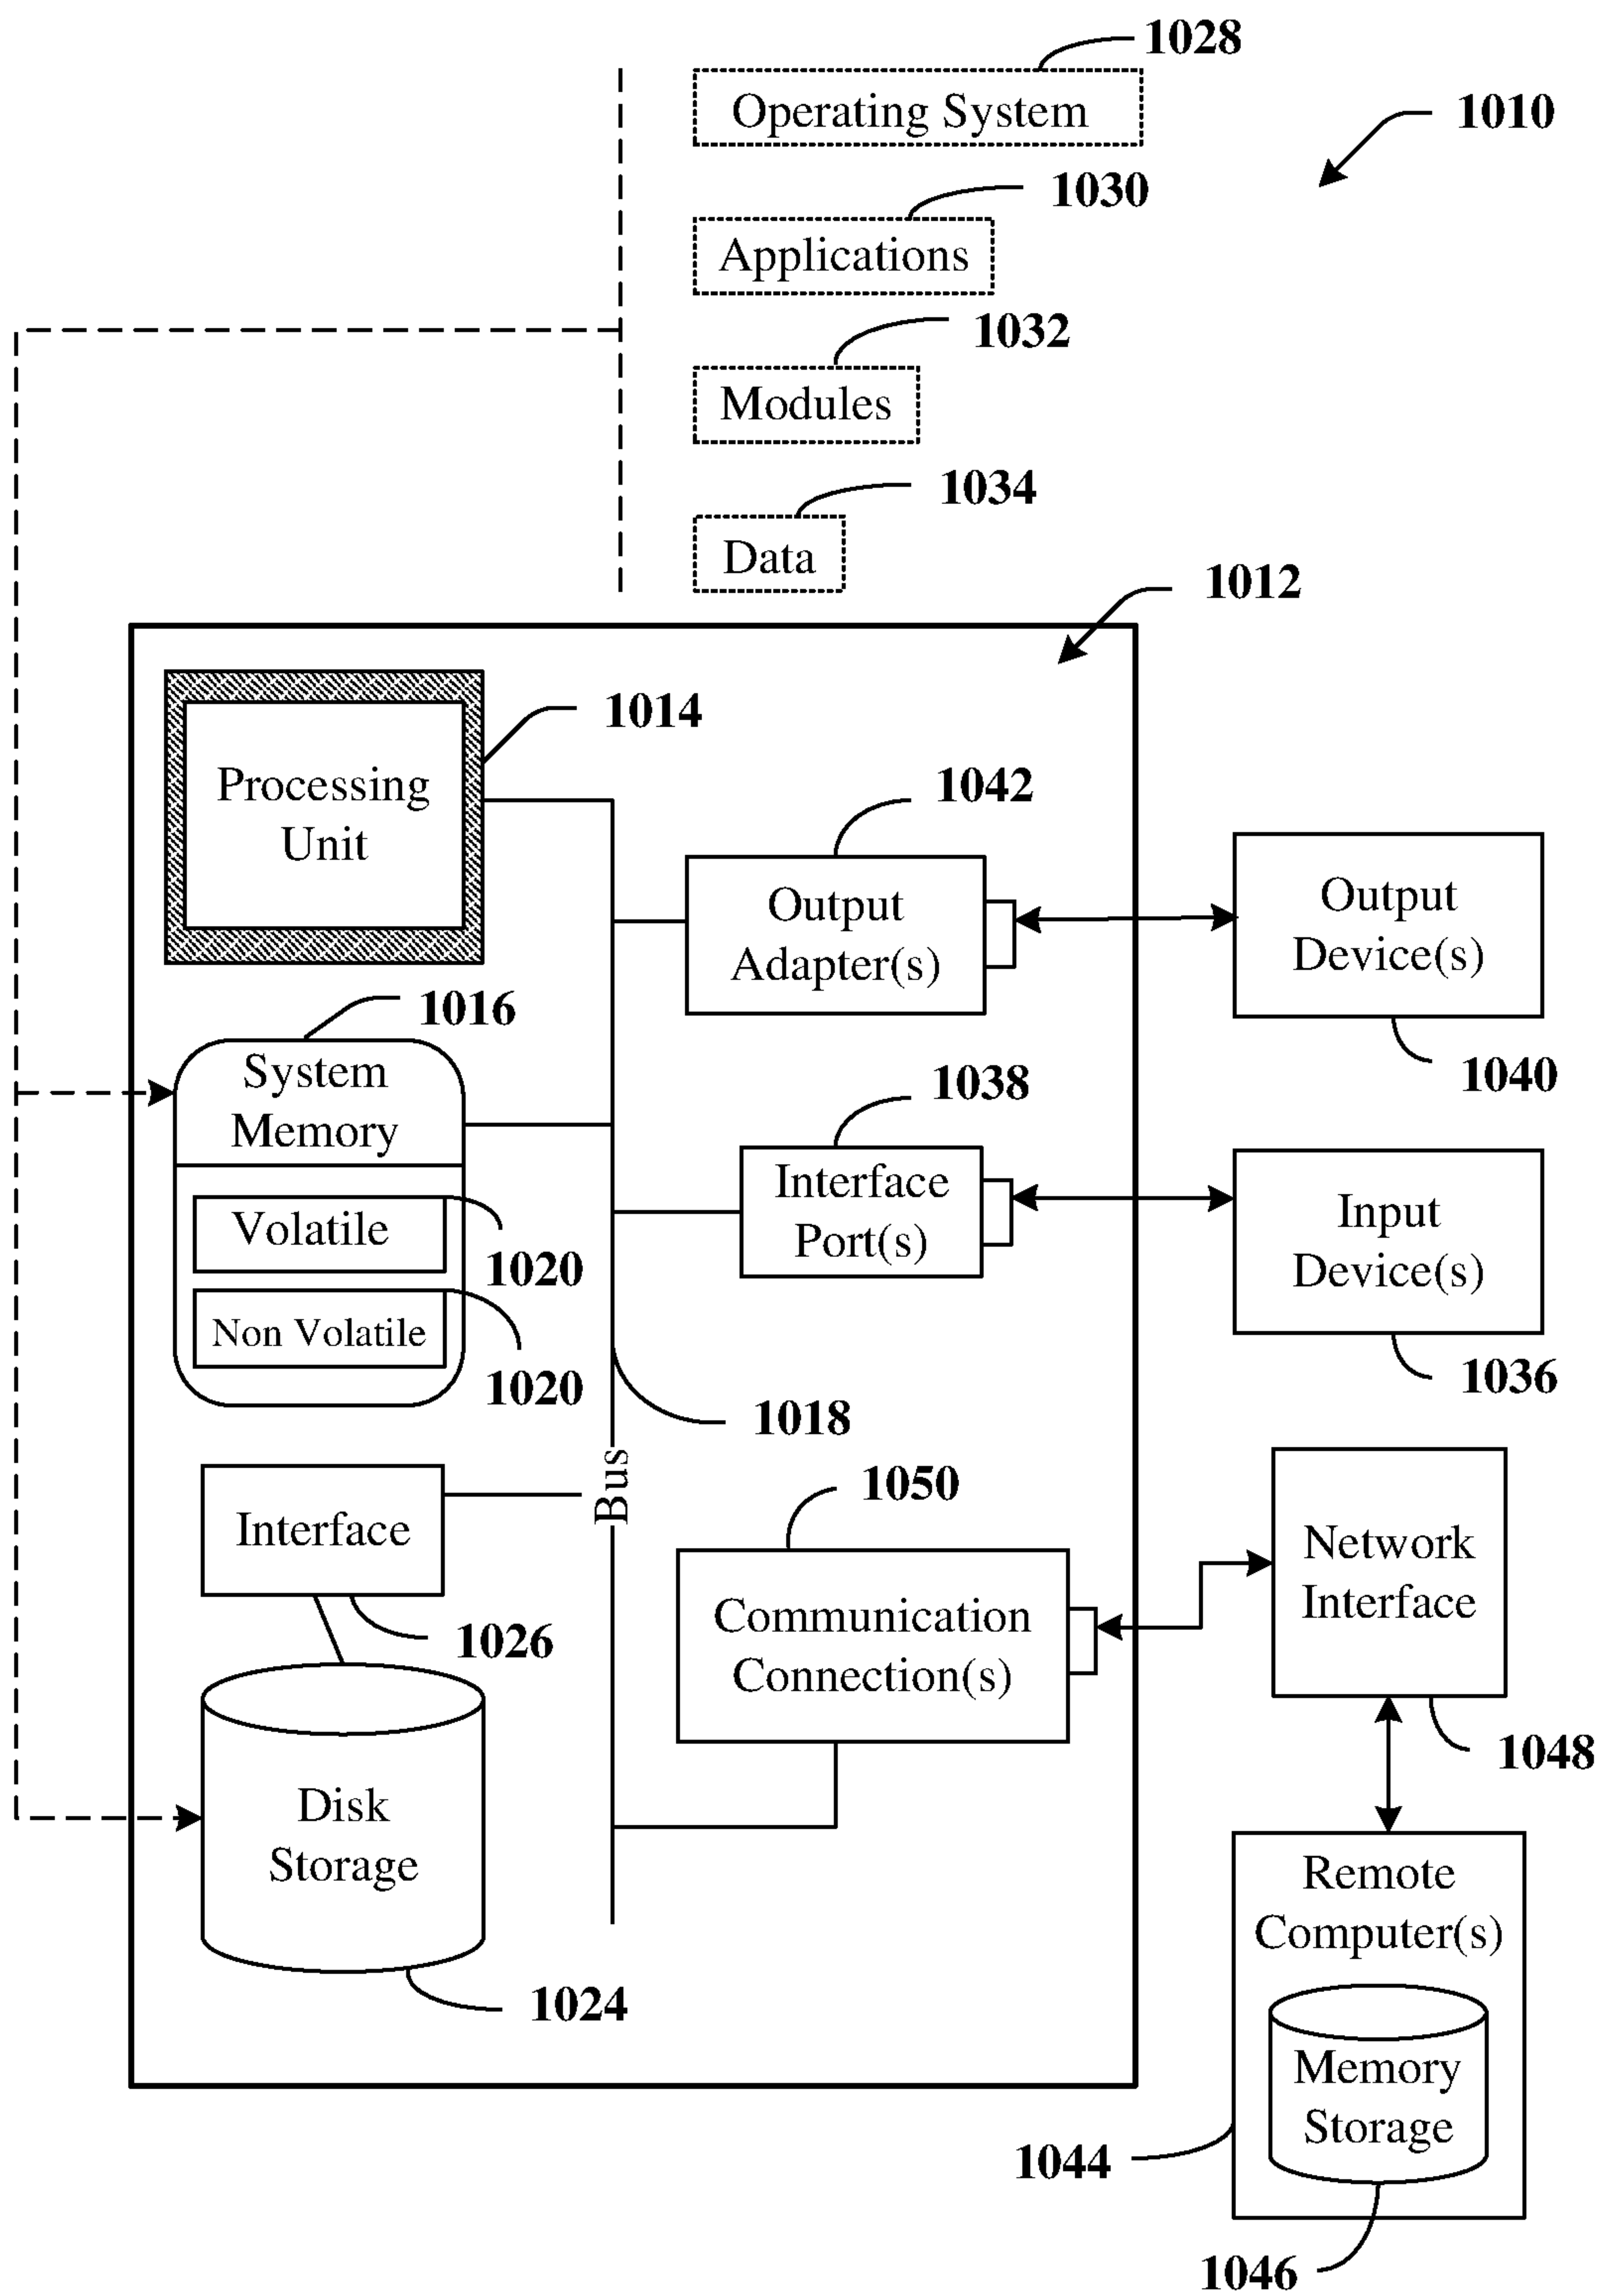 1028
Operating System
1010
1030
Applications
1032
Modules
1034
Data
1012
1014
Processing
Unit
1042
Output
Adapter(s)
Output
Device(s)
1040
1016
System
Memory
1038
Interface
Port(s)
Input
Device(s)
1036
Volatile
1020
Non Volatile
1020
1018
Bus
1050
Interface
1026
Communication
Connection(s)
Network
Interface
1048
Disk
Storage
1024
Remote
Computer(s)
Memory
Storage
1044
1046